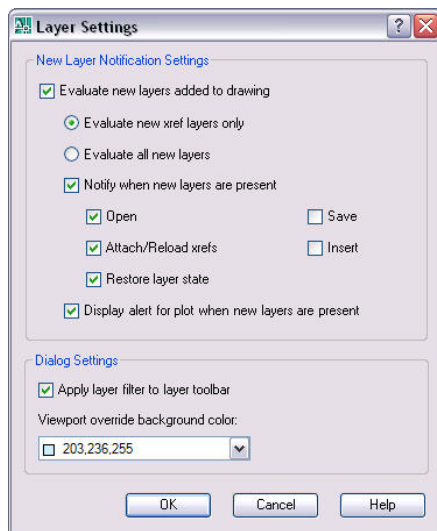 Layer Settings
New Layer Notification Settings
Evaluate new layers added to drawing
Evaluate new xref layers only
Evaluate all new layers
Notify when new layers are present
Open Save
Attach/Reload xrefs Insert
Restore layer state
Display alert for plot when new layers are present
Dialog Settings
Apply layer filter to layer toolbar
Viewport override background color:
203,236,255
OK Cancel Help